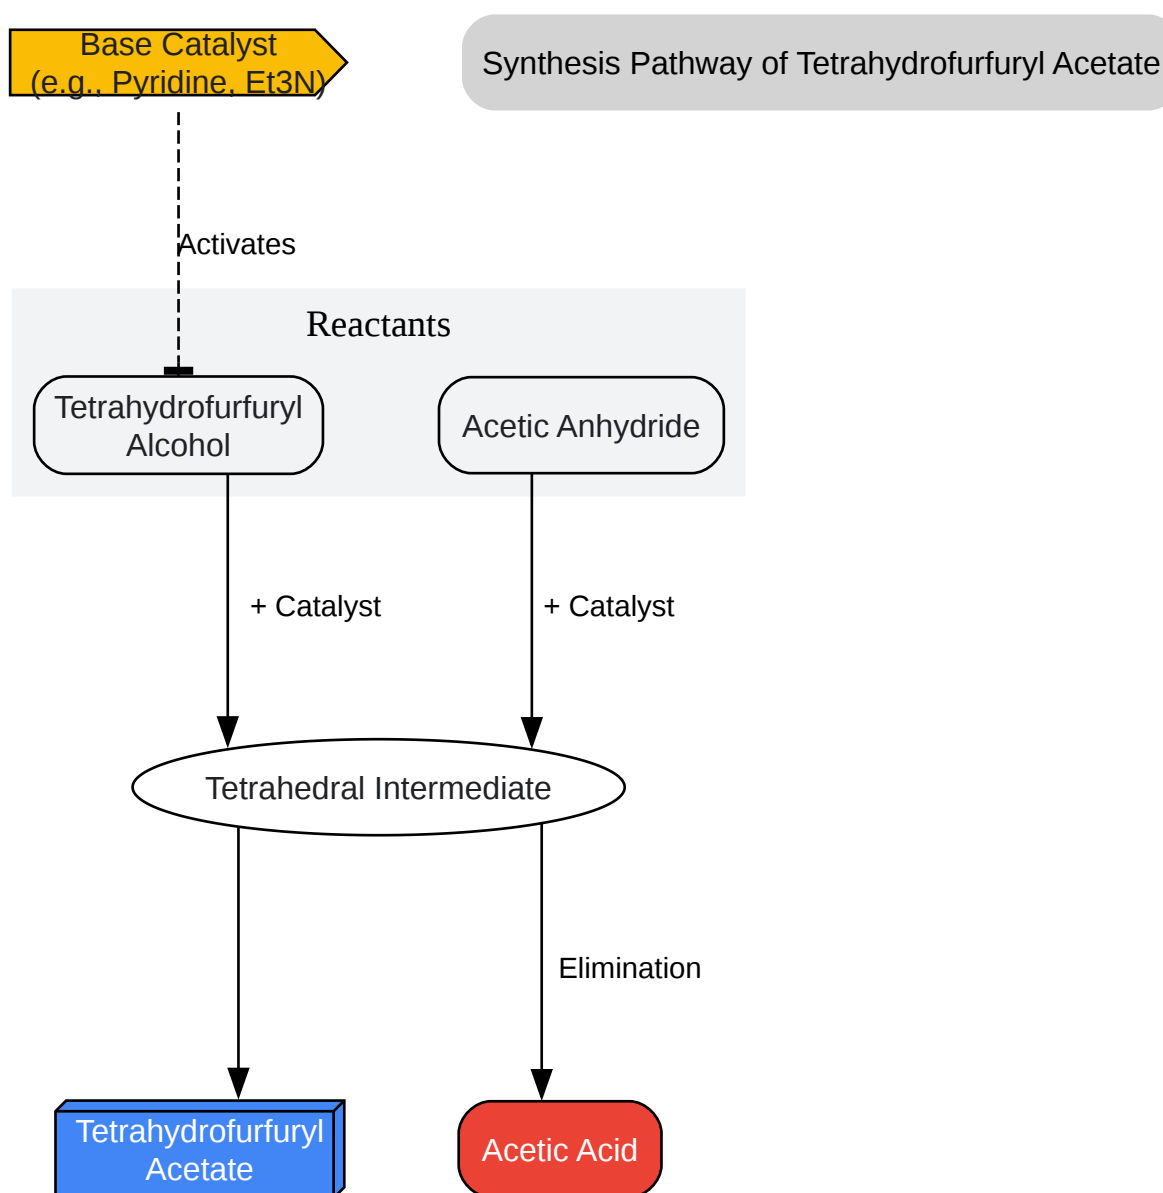 Base Catalyst
(e.g., Pyridine, Et3N)
Synthesis Pathway of Tetrahydrofurfuryl Acetate
Activates
Reactants
Tetrahydrofurfuryl
Alcohol
Acetic Anhydride
+ Catalyst
+ Catalyst
Tetrahedral Intermediate
Elimination
Tetrahydrofurfuryl
Acetate
Acetic Acid